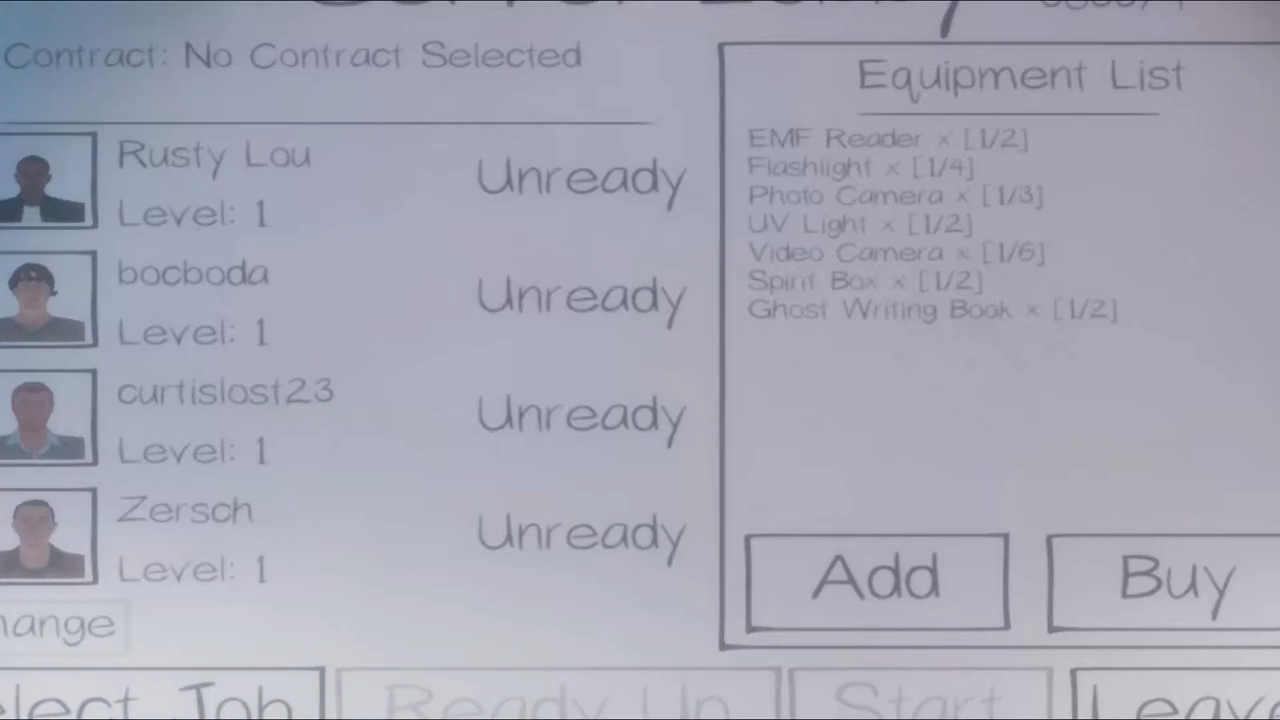 Contract: No Contract Selected
Rusty Lou
Level: 1
Unready
bocboda
Level: 1
Unready
curtislost23
Level: 1
Unready
Zersch
Level: 1
Unready
hange
elect Job
Ready Up
Start
Leave
Equipment List
EMF Reader × [1/2]
Flashlight × [1/4]
Photo Camera × [1/3]
UV Light × [1/2]
Video Camera × [1/6]
Spirit Box × [1/2]
Ghost Writing Book × [1/2]
Add
Buy